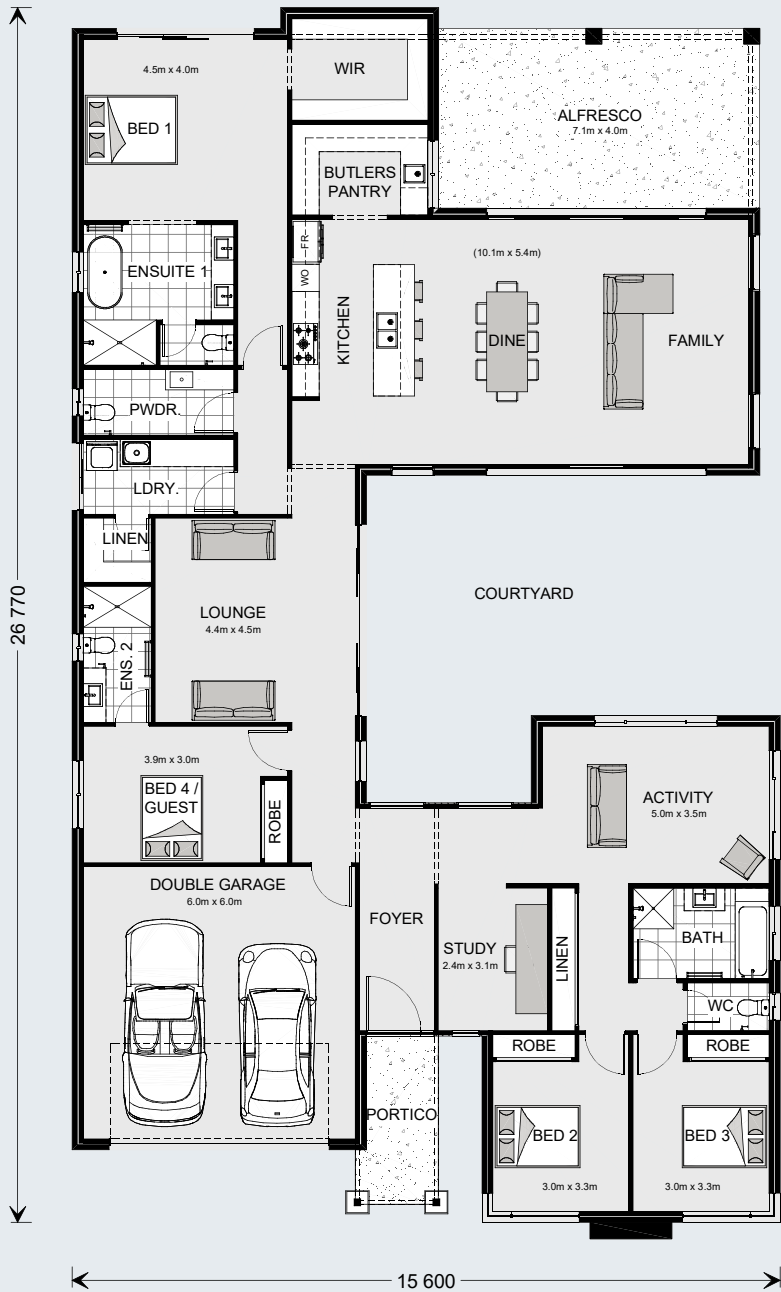 4.5m x 4.0m
WIR
BED 1
ALFRESCO
7.1m x 4.0m
BUTLERS
PANTRY
ENSUITE 1
FR
WO
(10.1m x 5.4m)
KITCHEN
DINE
FAMILY
PWDR.
LDRY.
LINEN
26 770
COURTYARD
LOUNGE
4.4m x 4.5m
ENS. 2
3.9m x 3.0m
BED 4 /
GUEST
ROBE
ACTIVITY
5.0m x 3.5m
DOUBLE GARAGE
6.0m x 6.0m
FOYER
STUDY
2.4m x 3.1m
LINEN
BATH
WC
ROBE
ROBE
PORTICO
BED 2
BED 3
3.0m x 3.3m
3.0m x 3.3m
15 600